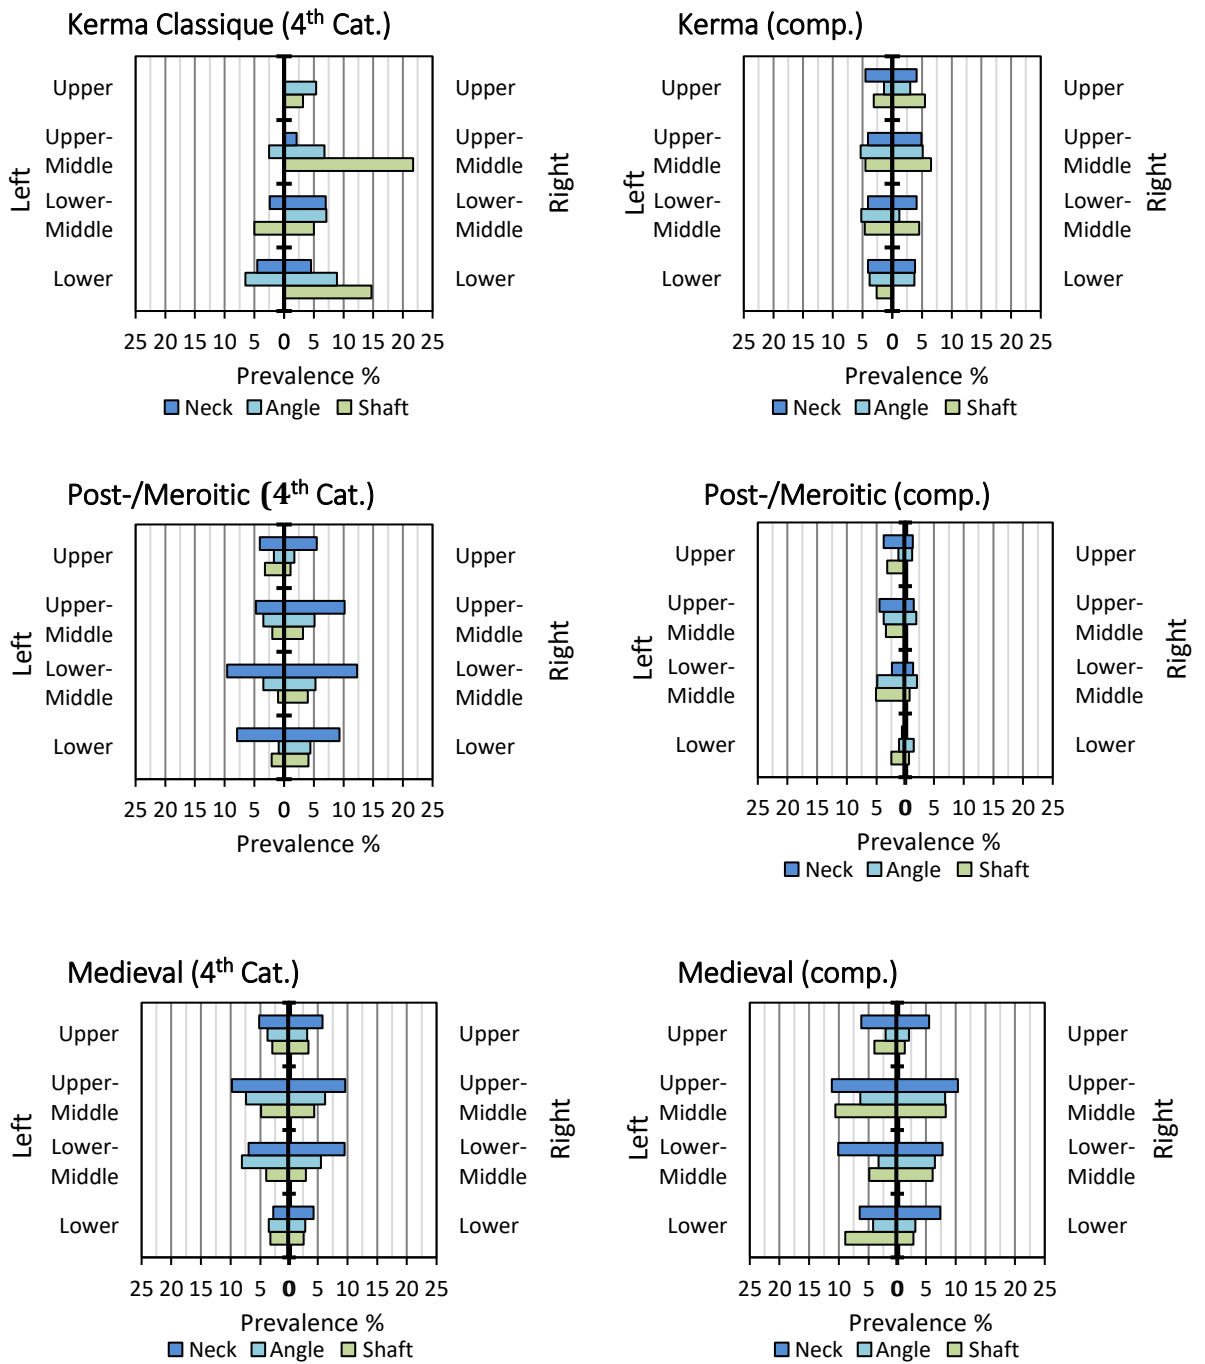 Kerma Classique (4th Cat.)
Left
Upper
Upper-
Middle
Lower-
Middle
Lower
Upper
Upper-
Middle
Lower-
Middle
Lower
Right
25 20 15 10 5 0 5 10 15 20 25
Prevalence %
Neck Angle Shaft
Kerma (comp.)
Left
Upper
Upper-
Middle
Lower-
Middle
Lower
Upper
Upper-
Middle
Lower-
Middle
Lower
Right
25 20 15 10 5 0 5 10 15 20 25
Prevalence %
Neck Angle Shaft
Post-/Meroitic (4th Cat.)
Left
Upper
Upper-
Middle
Lower-
Middle
Lower
Upper
Upper-
Middle
Lower-
Middle
Lower
Right
25 20 15 10 5 0 5 10 15 20 25
Prevalence %
Post-/Meroitic (comp.)
Left
Upper
Upper-
Middle
Lower-
Middle
Lower
Upper
Upper-
Middle
Lower-
Middle
Lower
Right
25 20 15 10 5 0 5 10 15 20 25
Prevalence %
Neck Angle Shaft
Medieval (4th Cat.)
Left
Upper
Upper-
Middle
Lower-
Middle
Lower
Upper
Upper-
Middle
Lower-
Middle
Lower
Right
25 20 15 10 5 0 5 10 15 20 25
Prevalence %
Neck Angle Shaft
Medieval (comp.)
Left
Upper
Upper-
Middle
Lower-
Middle
Lower
Upper
Upper-
Middle
Lower-
Middle
Lower
Right
25 20 15 10 5 0 5 10 15 20 25
Prevalence %
Neck Angle Shaft